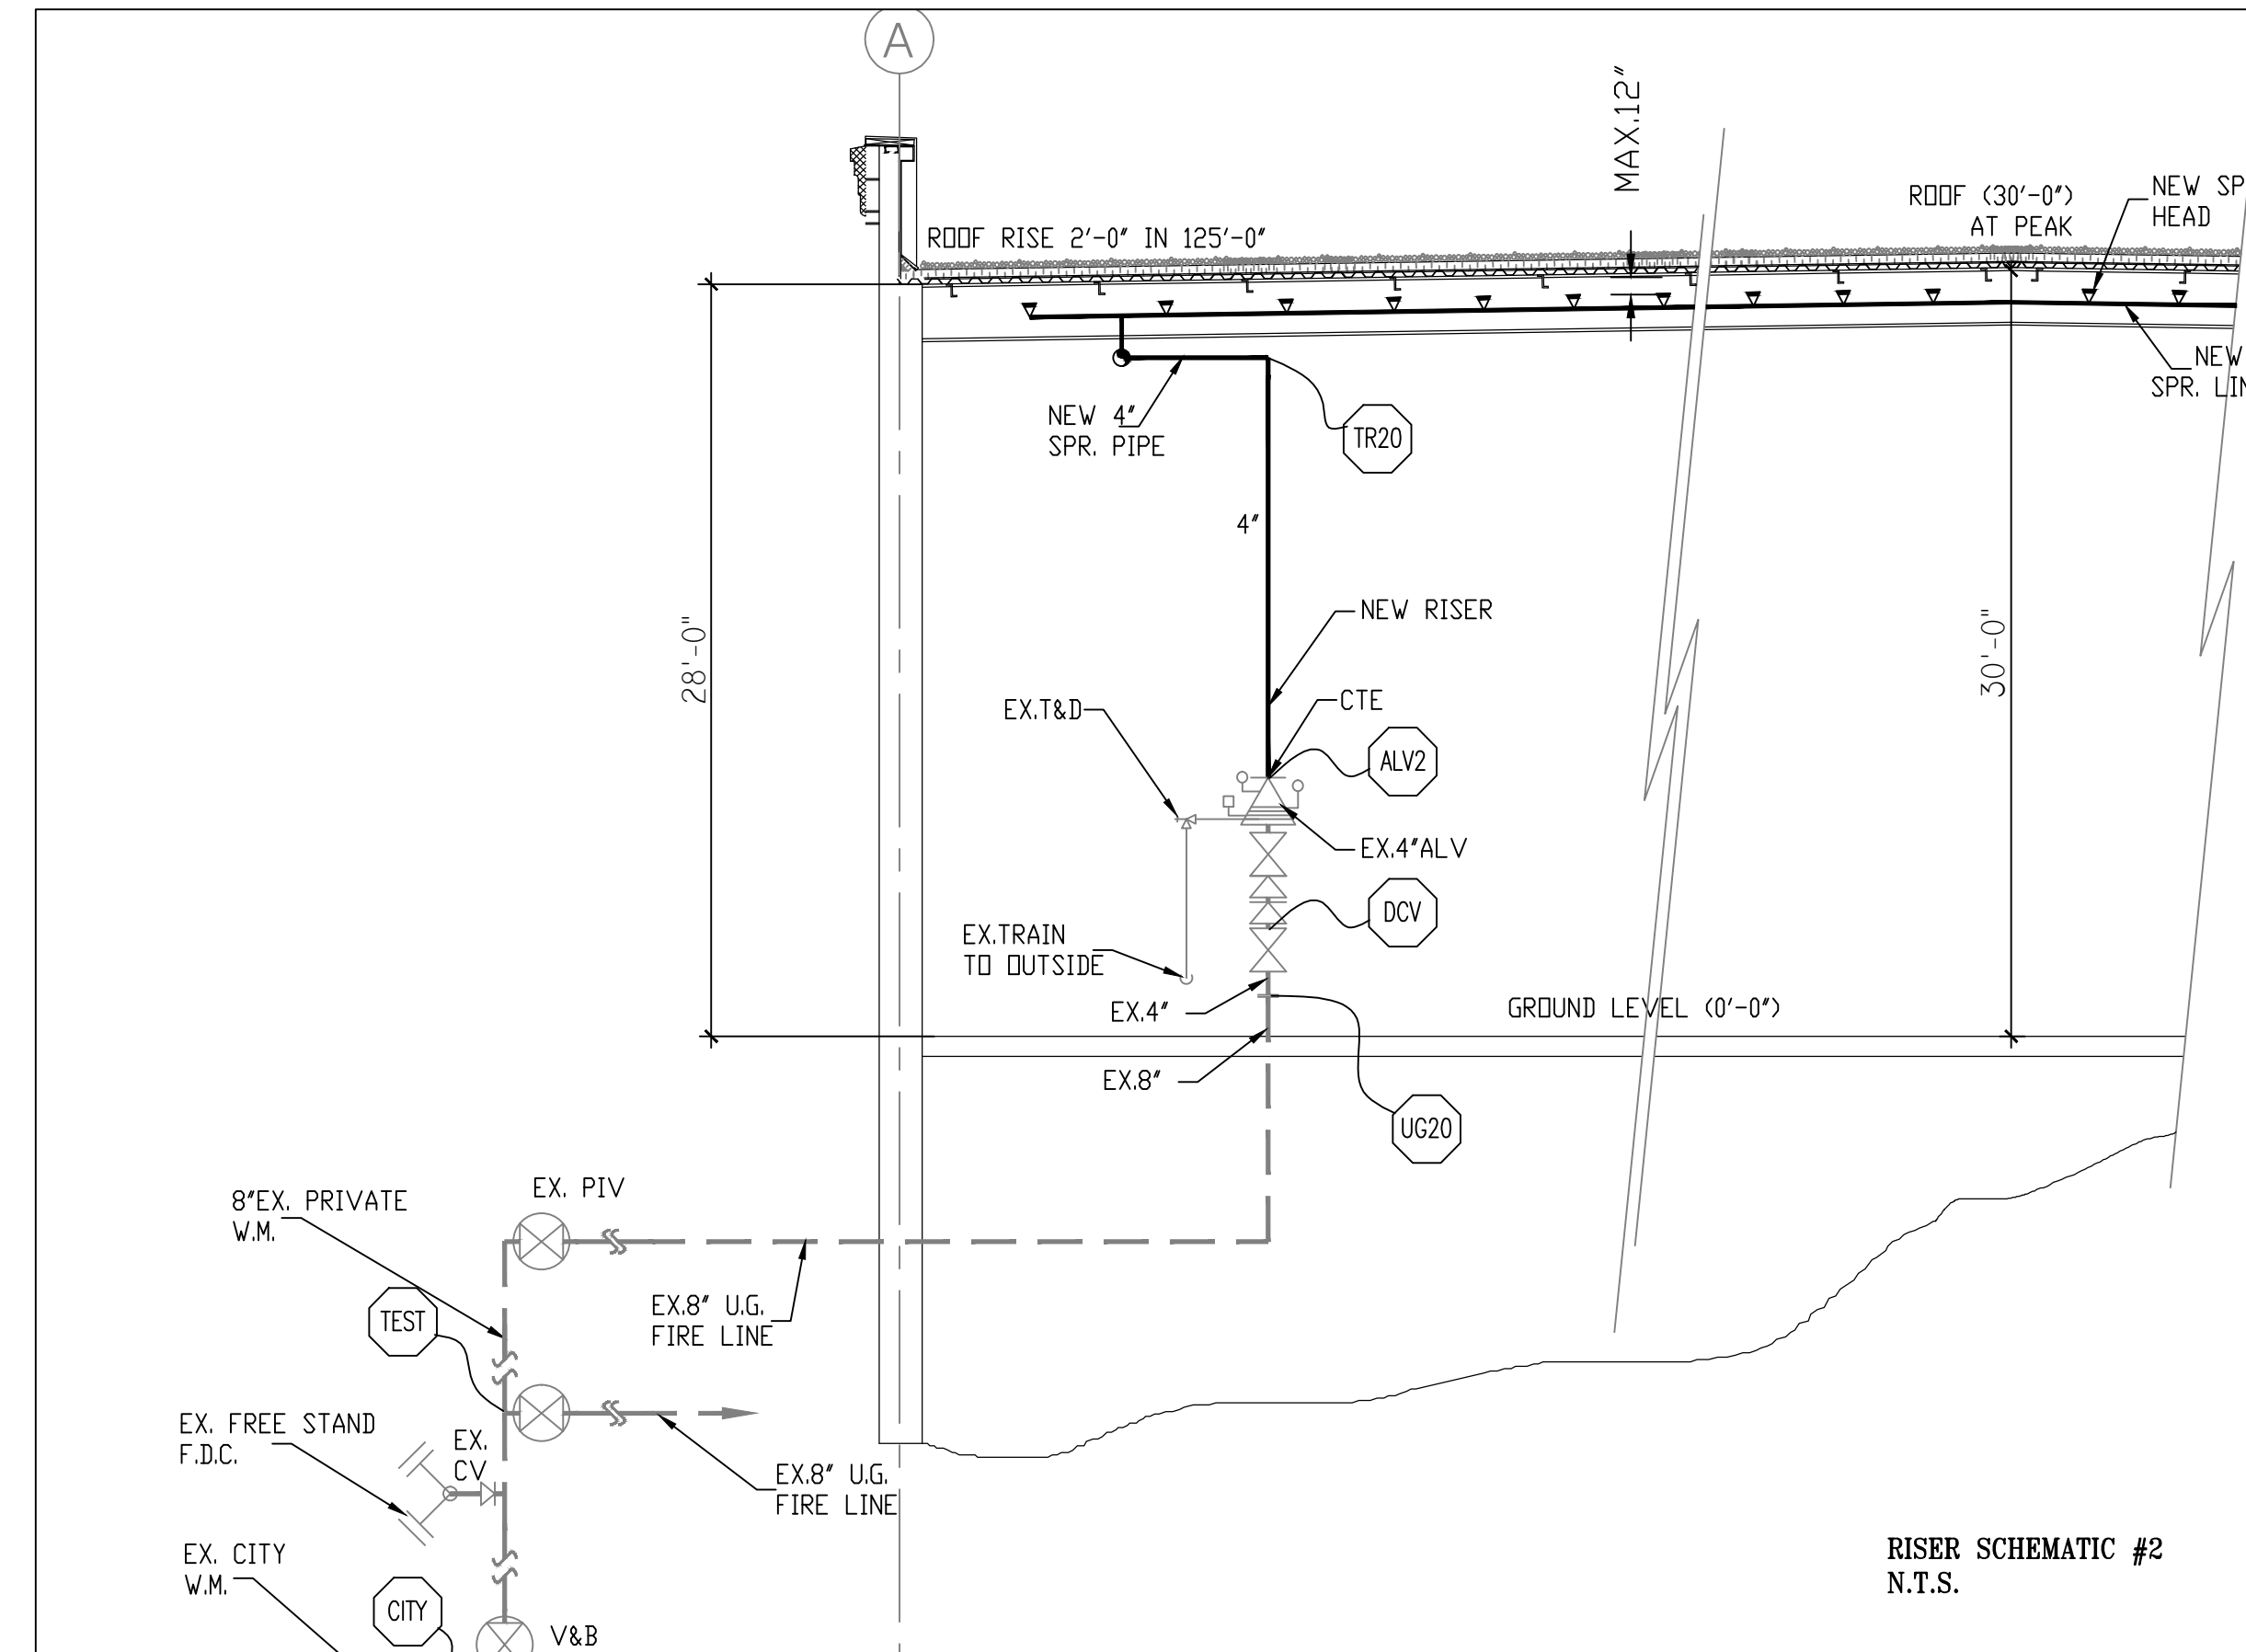 A
MAX.12"
ROOF RISE 2'-0" IN 125'-0"
ROOF (30'-0")
AT PEAK
NEW SP
HEAD
NEW
SPR. LIN
NEW 4"
SPR. PIPE
TR20
4"
28'-0"
30'-0"
NEW RISER
CTE
EX.T&D
ALV2
EX.4"ALV
DCV
EX.TRAIN
TO OUTSIDE
EX.4"
GROUND LEVEL (0'-0")
EX.8"
UG20
EX. PIV
8"EX. PRIVATE
W.M.
TEST
EX.8" U.G.
FIRE LINE
EX. FREE STAND
F.D.C.
EX.
CV
EX.8" U.G.
FIRE LINE
EX. CITY
W.M.
CITY
V&B
RISER SCHEMATIC #2
N.T.S.